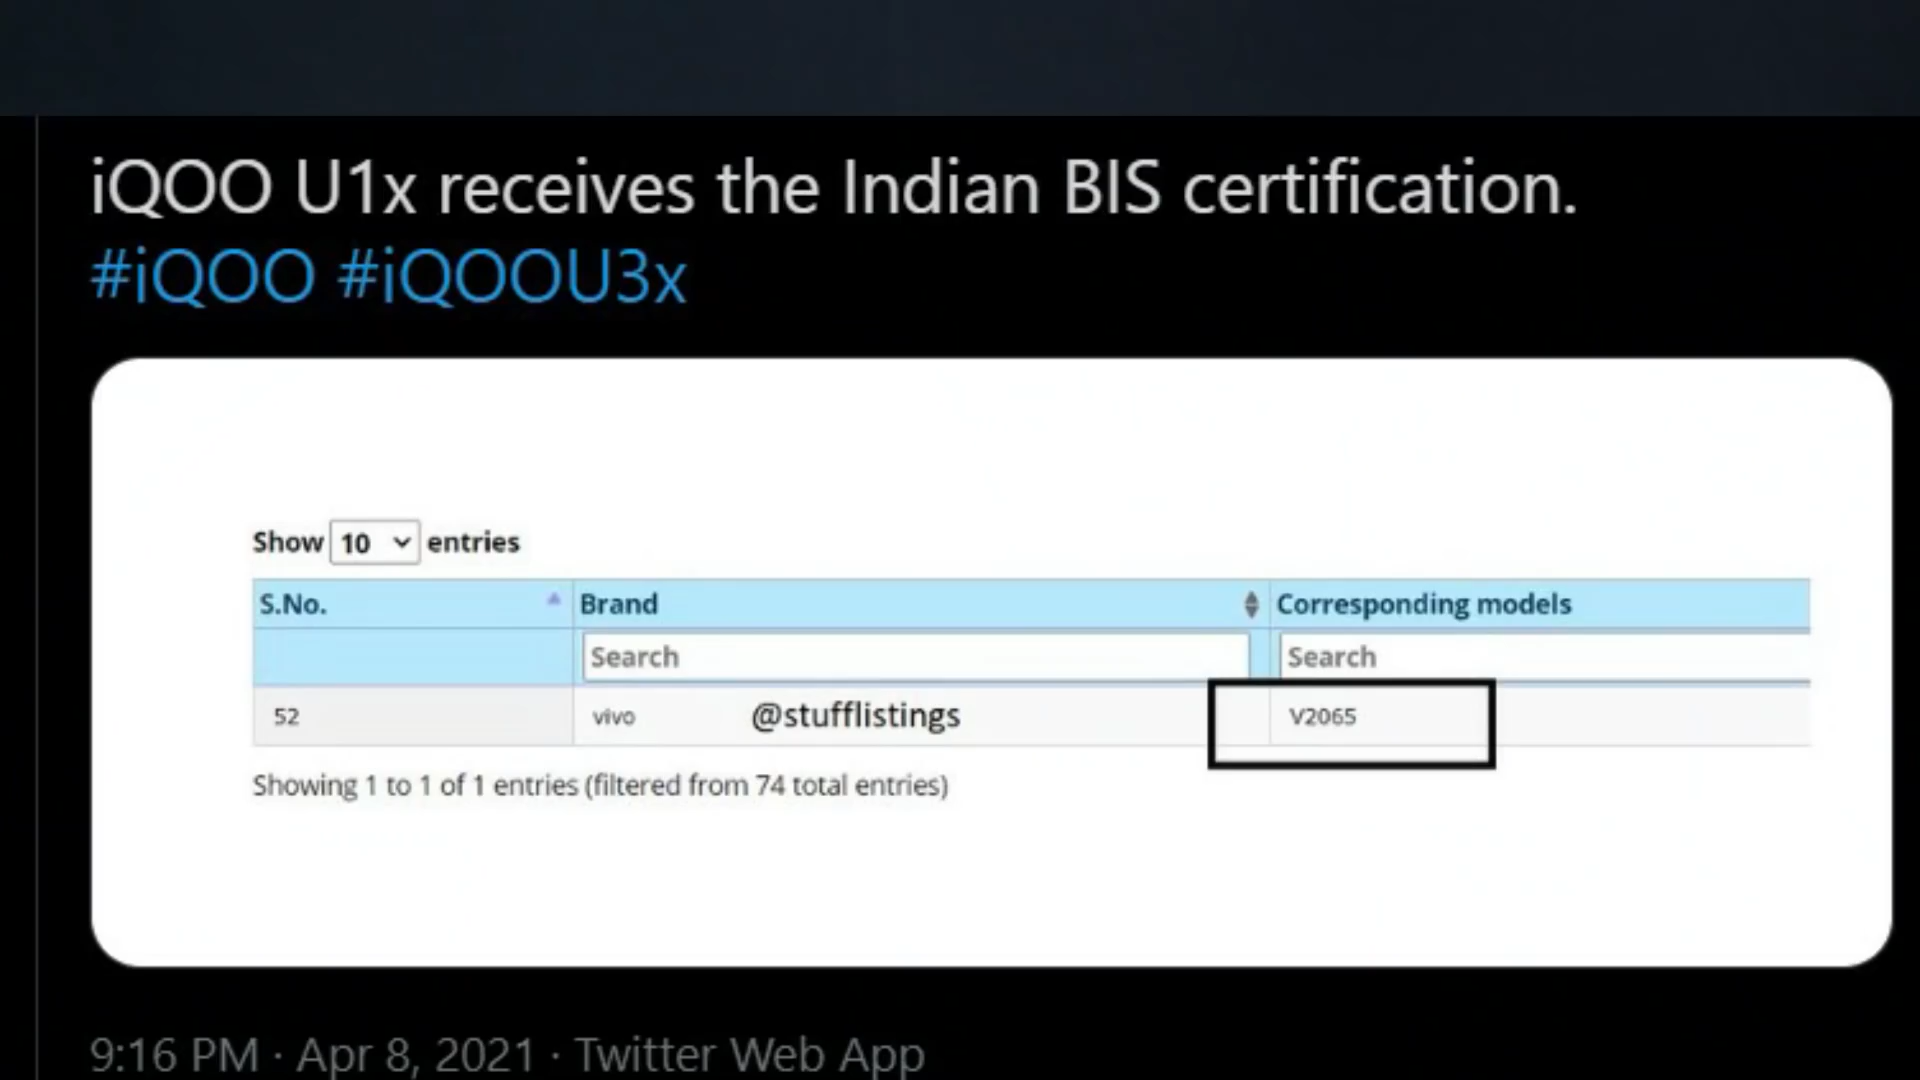 iQOO U1x receives the Indian BIS certification.
#iQOO #iQOOU3x
Show 10 entries
S.No. Brand Corresponding models
Search Search
52 vivo @stufflistings V2065
Showing 1 to 1 of 1 entries (filtered from 74 total entries)
9:16 PM · Apr 8, 2021 · Twitter Web App